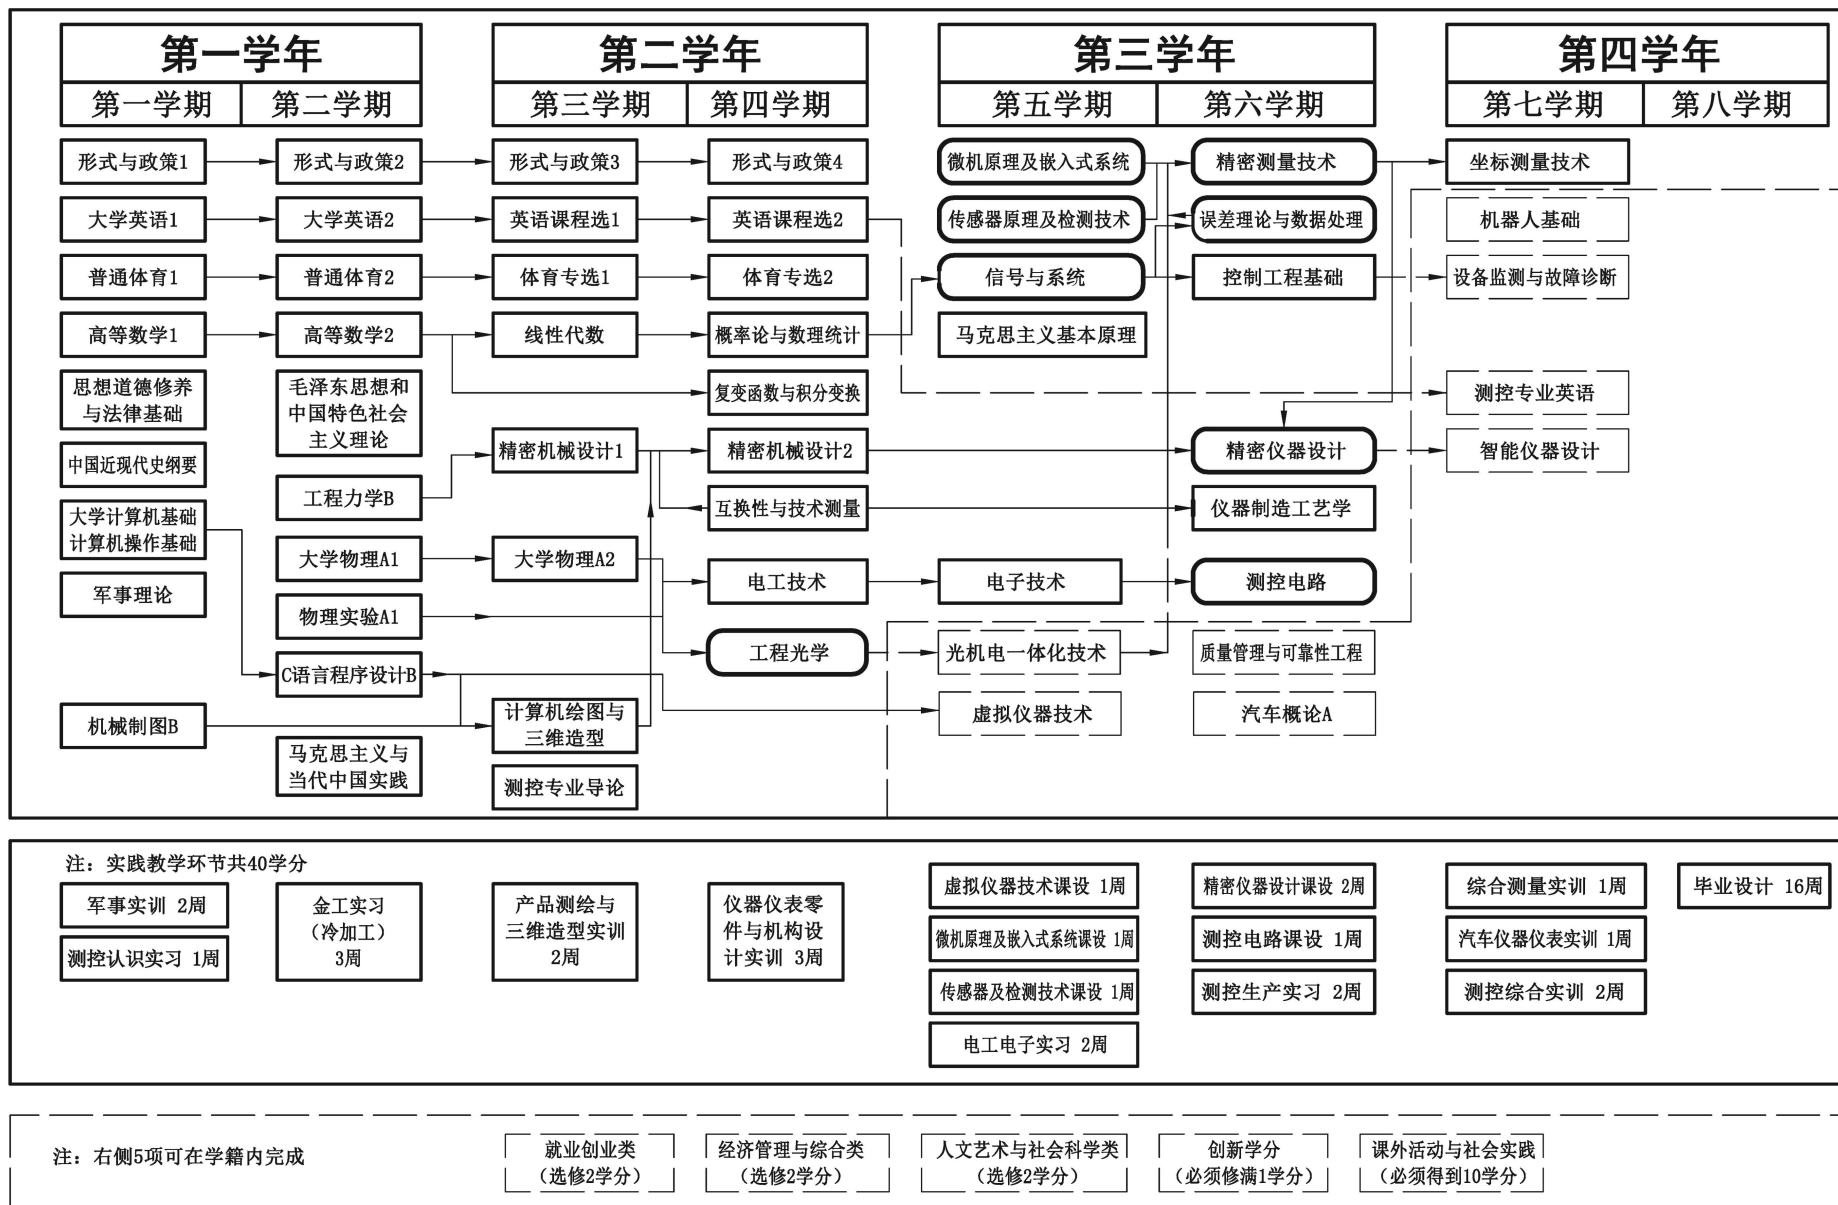 第一学年
第二学年
第三学年
第四学年
第一学期
第二学期
第三学期
第四学期
第五学期
第六学期
第七学期
第八学期
形式与政策1
形式与政策2
形式与政策3
形式与政策4
微机原理及嵌入式系统
精密测量技术
坐标测量技术
大学英语1
大学英语2
英语课程选1
英语课程选2
传感器原理及检测技术
误差理论与数据处理
机器人基础
普通体育1
普通体育2
体育专选1
体育专选2
信号与系统
控制工程基础
设备监测与故障诊断
高等数学1
高等数学2
线性代数
概率论与数理统计
马克思主义基本原理
思想道德修养
与法律基础
毛泽东思想和
中国特色社会
主义理论
复变函数与积分变换
测控专业英语
中国近现代史纲要
精密机械设计1
精密机械设计2
精密仪器设计
智能仪器设计
工程力学B
互换性与技术测量
仪器制造工艺学
大学计算机基础
计算机操作基础
大学物理A1
大学物理A2
电工技术
电子技术
测控电路
军事理论
物理实验A1
工程光学
光机电一体化技术
质量管理与可靠性工程
C语言程序设计B
机械制图B
计算机绘图与
三维造型
虚拟仪器技术
汽车概论A
马克思主义与
当代中国实践
测控专业导论
注：实践教学环节共40学分
军事实训 2周
测控认识实习 1周
金工实习
（冷加工）
3周
产品测绘与
三维造型实训
2周
仪器仪表零
件与机构设
计实训 3周
虚拟仪器技术课设 1周
精密仪器设计课设 2周
综合测量实训 1周
毕业设计 16周
微机原理及嵌入式系统课设 1周
测控电路课设 1周
汽车仪器仪表实训 1周
传感器及检测技术课设 1周
测控生产实习 2周
测控综合实训 2周
电工电子实习 2周
注：右侧5项可在学籍内完成
就业创业类
（选修2学分）
经济管理与综合类
（选修2学分）
人文艺术与社会科学类
（选修2学分）
创新学分
（必须修满1学分）
课外活动与社会实践
（必须得到10学分）